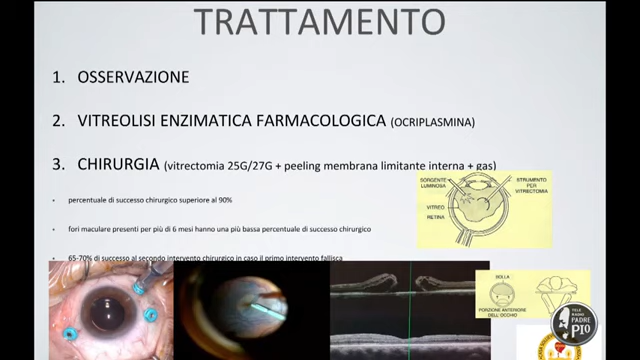 TRATTAMENTO
1. OSSERVAZIONE
2. VITREOLISI ENZIMATICA FARMACOLOGICA (OCRIPLASMINA)
3. CHIRURGIA (vitrectomia 25G/27G + peeling membrana limitante interna + gas)
SORGENTE LUMINOSA
STRUMENTO PER VITRECTOMIA
VITREO
RETINA
• percentuale di successo chirurgico superiore al 90%
• fori maculare presenti per più di 6 mesi hanno una più bassa percentuale di successo chirurgico
• 65-70% di successo al secondo intervento chirurgico in caso il primo intervento fallisca
BOLLA
PORZIONE ANTERIORE DELL'OCCHIO
TELE RADIO PADRE PIO